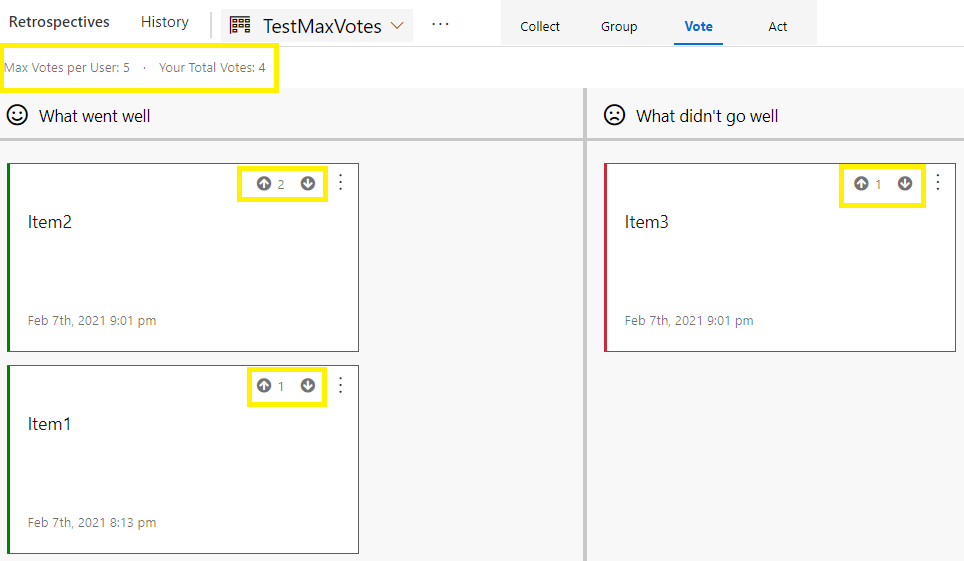 Retrospectives History TestMaxVotes ··· Collect Group Vote Act
Max Votes per User: 5 · Your Total Votes: 4
What went well
2
Item2
Feb 7th, 2021 9:01 pm
1
Item1
Feb 7th, 2021 8:13 pm
What didn't go well
1
Item3
Feb 7th, 2021 9:01 pm